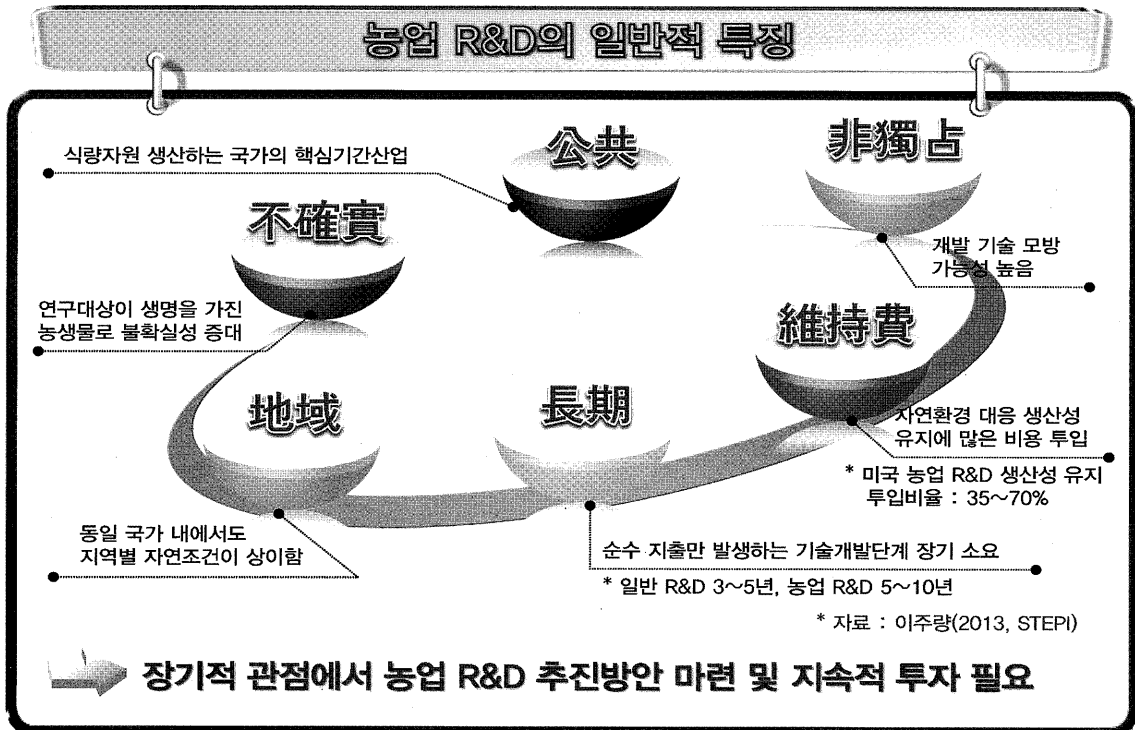 농업 R&D의 일반적 특징
公共
非獨占
식량자원 생산하는 국가의 핵심기간산업
不確實
개발 기술 모방
가능성 높음
연구대상이 생명을 가진
농생물로 불확실성 증대
維持費
地域
長期
자연환경 대응 생산성
유지에 많은 비용 투입
* 미국 농업 R&D 생산성 유지
투입비율 : 35~70%
동일 국가 내에서도
지역별 자연조건이 상이함
순수 지출만 발생하는 기술개발단계 장기 소요
* 일반 R&D 3~5년, 농업 R&D 5~10년
* 자료 : 이주량(2013, STEPI)
장기적 관점에서 농업 R&D 추진방안 마련 및 지속적 투자 필요